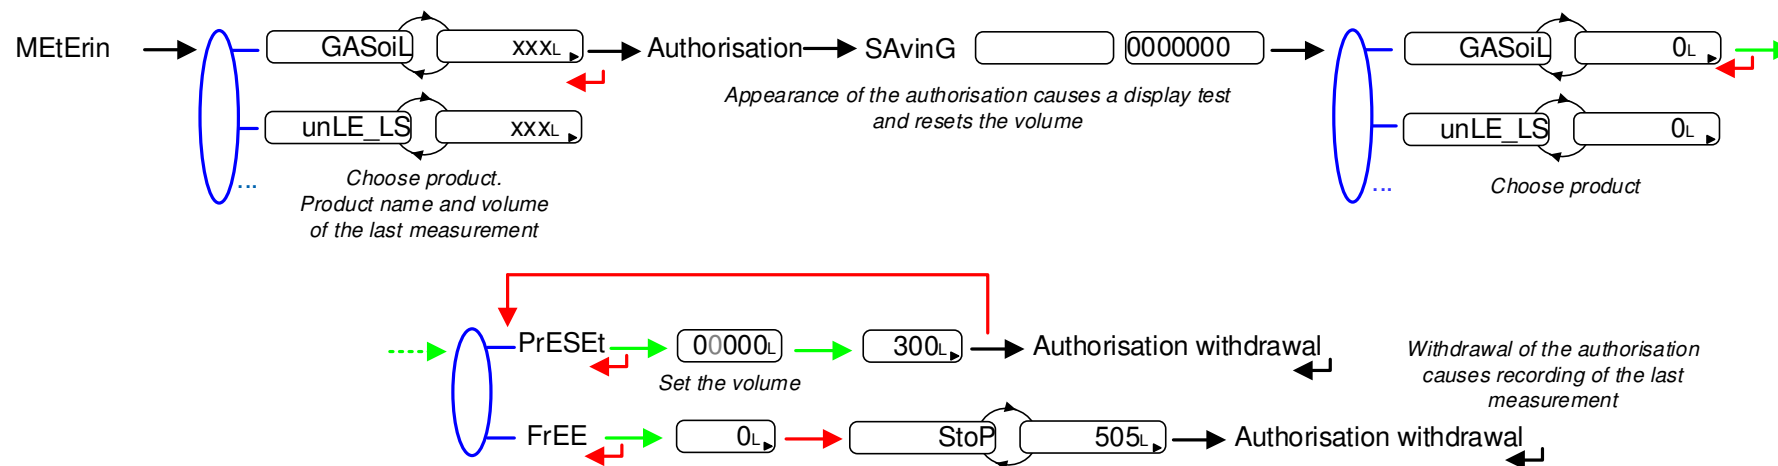 MEtErin GASoiL xxxL Authorisation SAvinG 0000000 GASoiL 0L
Appearance of the authorisation causes a display test
and resets the volume
unLE_LS xxxL unLE_LS 0L
...
Choose product.
Product name and volume
of the last measurement
...
Choose product
PrESEt 00000L 300L Authorisation withdrawal
Set the volume
Withdrawal of the authorisation
causes recording of the last
measurement
FrEE 0L StoP 505L Authorisation withdrawal